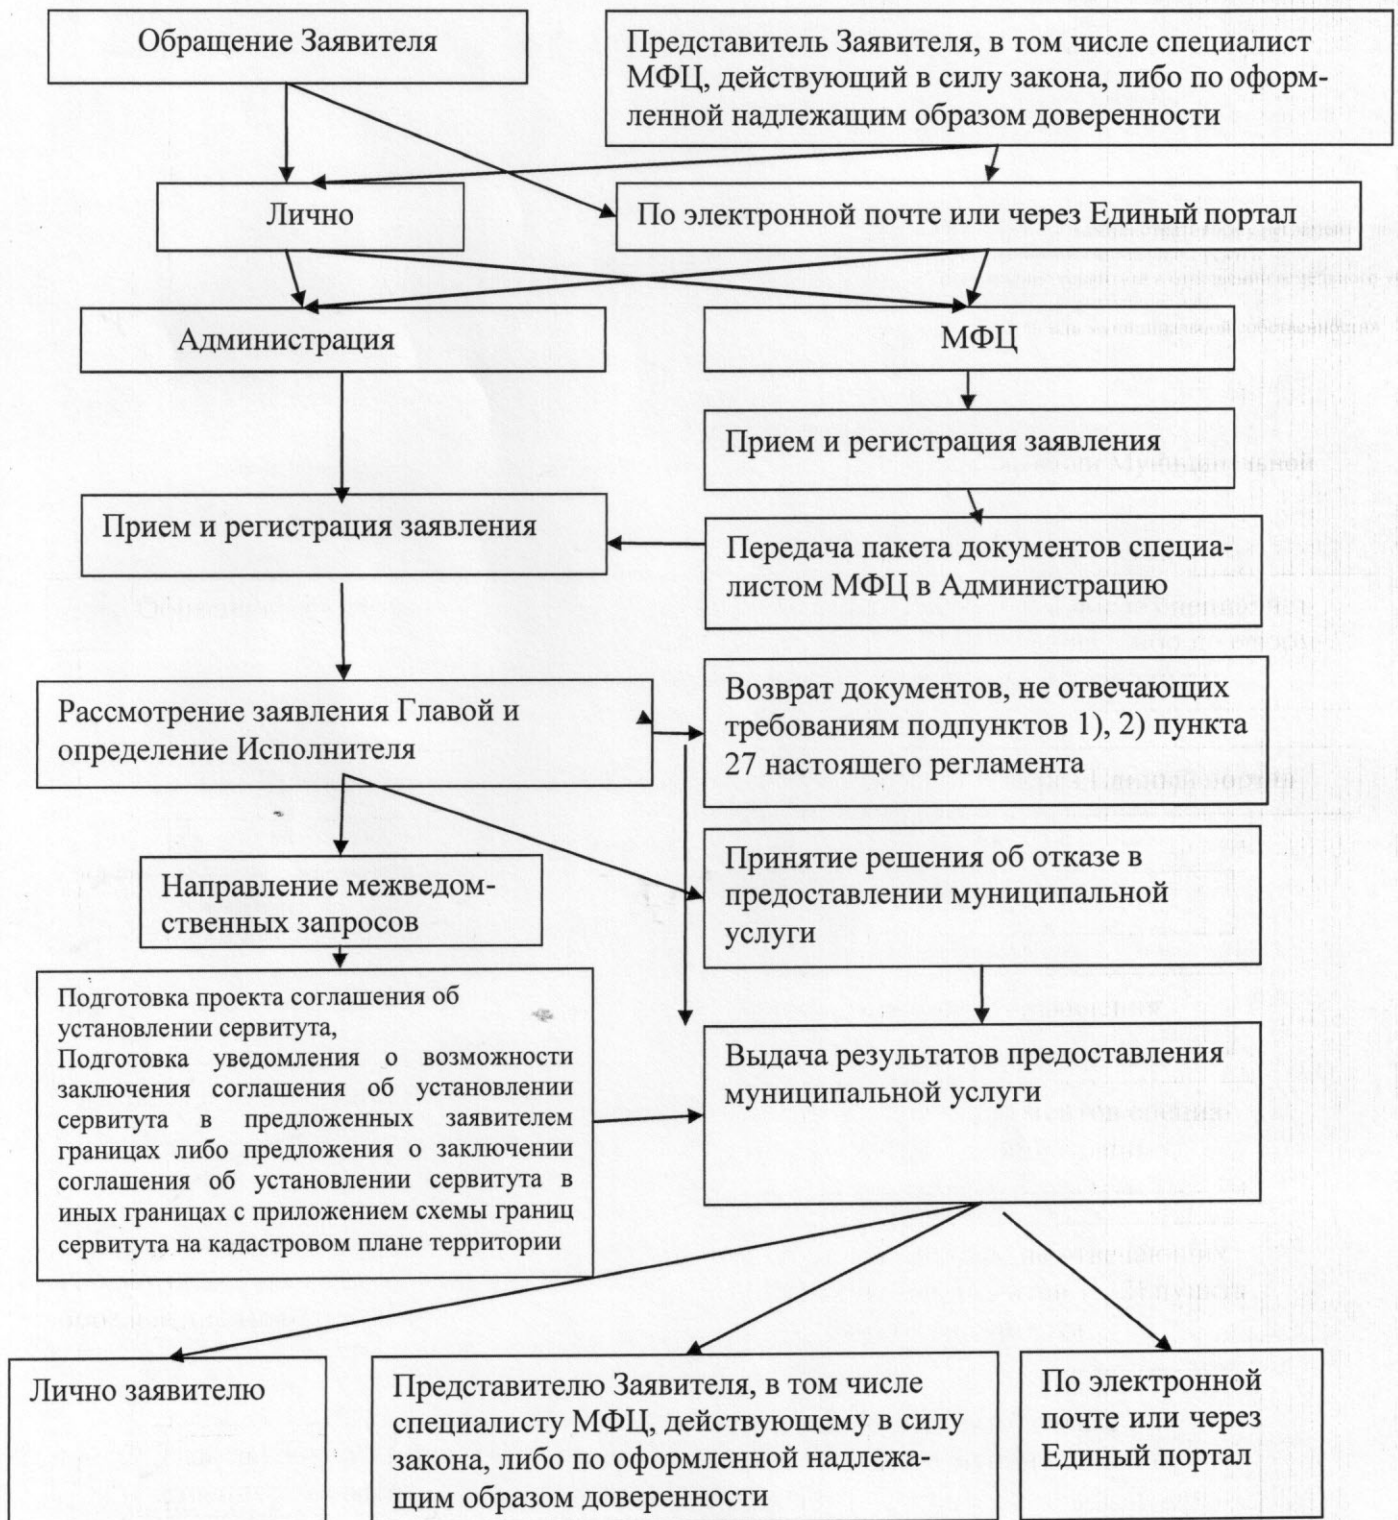 Обращение Заявителя
Представитель Заявителя, в том числе специалист
МФЦ, действующий в силу закона, либо по оформ-
ленной надлежащим образом доверенности
Лично
По электронной почте или через Единый портал
Администрация
МФЦ
Прием и регистрация заявления
Прием и регистрация заявления
Передача пакета документов специа-
листом МФЦ в Администрацию
Рассмотрение заявления Главой и
определение Исполнителя
Возврат документов, не отвечающих
требованиям подпунктов 1), 2) пункта
27 настоящего регламента
Направление межведом-
ственных запросов
Принятие решения об отказе в
предоставлении муниципальной
услуги
Подготовка проекта соглашения об
установлении сервитута,
Подготовка уведомления о возможности
заключения соглашения об установлении
сервитута в предложенных заявителем
границах либо предложения о заключении
соглашения об установлении сервитута в
иных границах с приложением схемы границ
сервитута на кадастровом плане территории
Выдача результатов предоставления
муниципальной услуги
Лично заявителю
Представителю Заявителя, в том числе
специалисту МФЦ, действующему в силу
закона, либо по оформленной надлежа-
щим образом доверенности
По электронной
почте или через
Единый портал